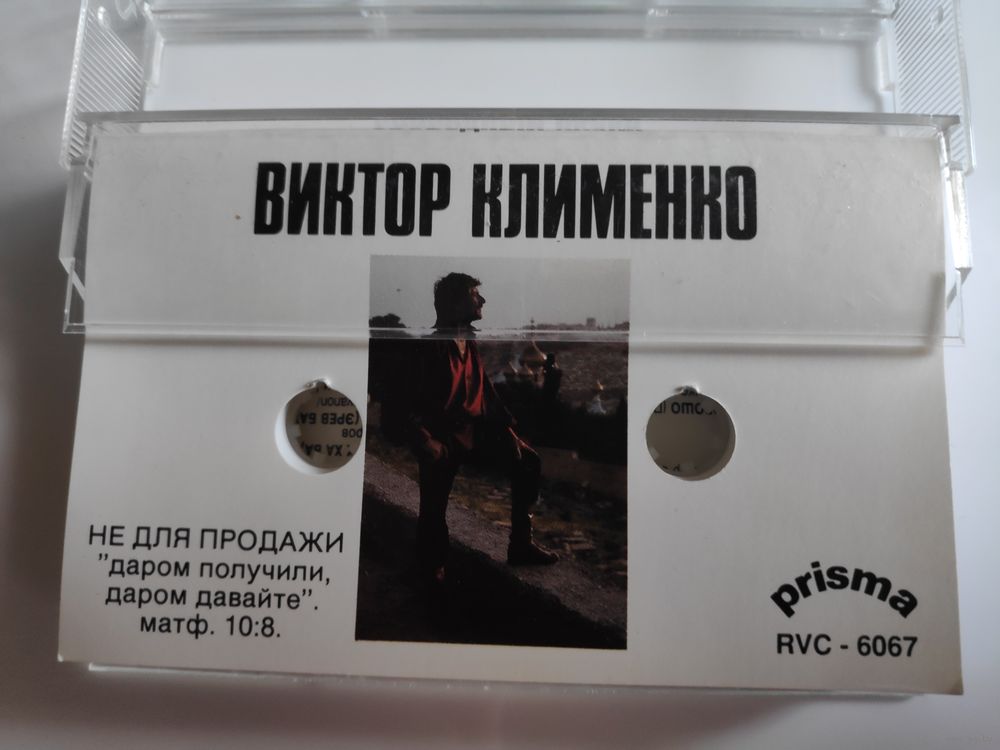 ВИКТОР КЛИМЕНКО
НЕ ДЛЯ ПРОДАЖИ
”даром получили,
даром давайте”.
матф. 10:8.
prisma
RVC - 6067